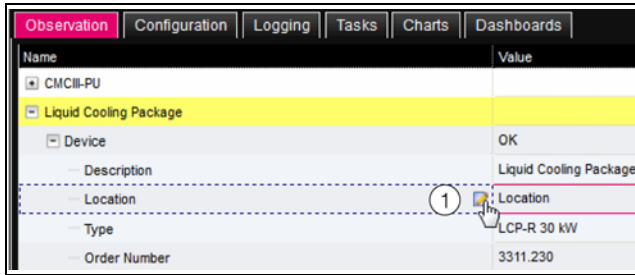 Observation Configuration Logging Tasks Charts Dashboards
Name Value
CMCIII-PU
Liquid Cooling Package
Device OK
Description Liquid Cooling Package
Location 1 Location
Type LCP-R 30 kW
Order Number 3311.230